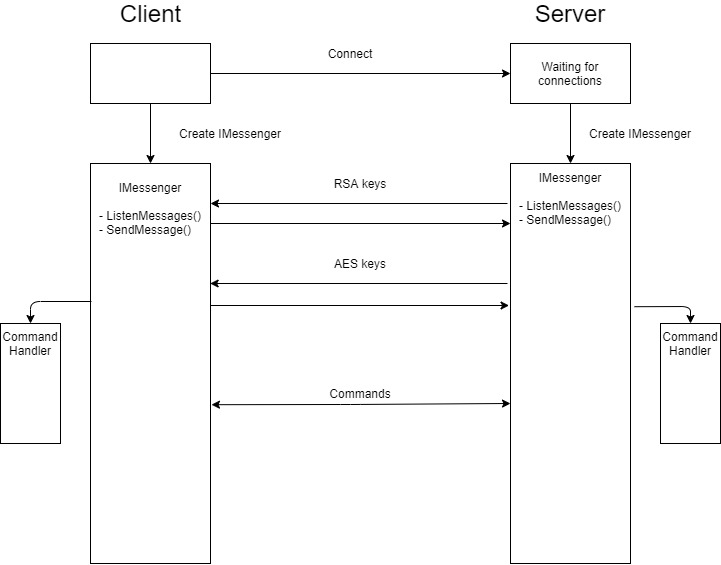 Client
Server
Connect
Waiting for
connections
Create IMessenger
Create IMessenger
IMessenger
- ListenMessages()
- SendMessage()
RSA keys
IMessenger
- ListenMessages()
- SendMessage()
AES keys
Command
Handler
Command
Handler
Commands